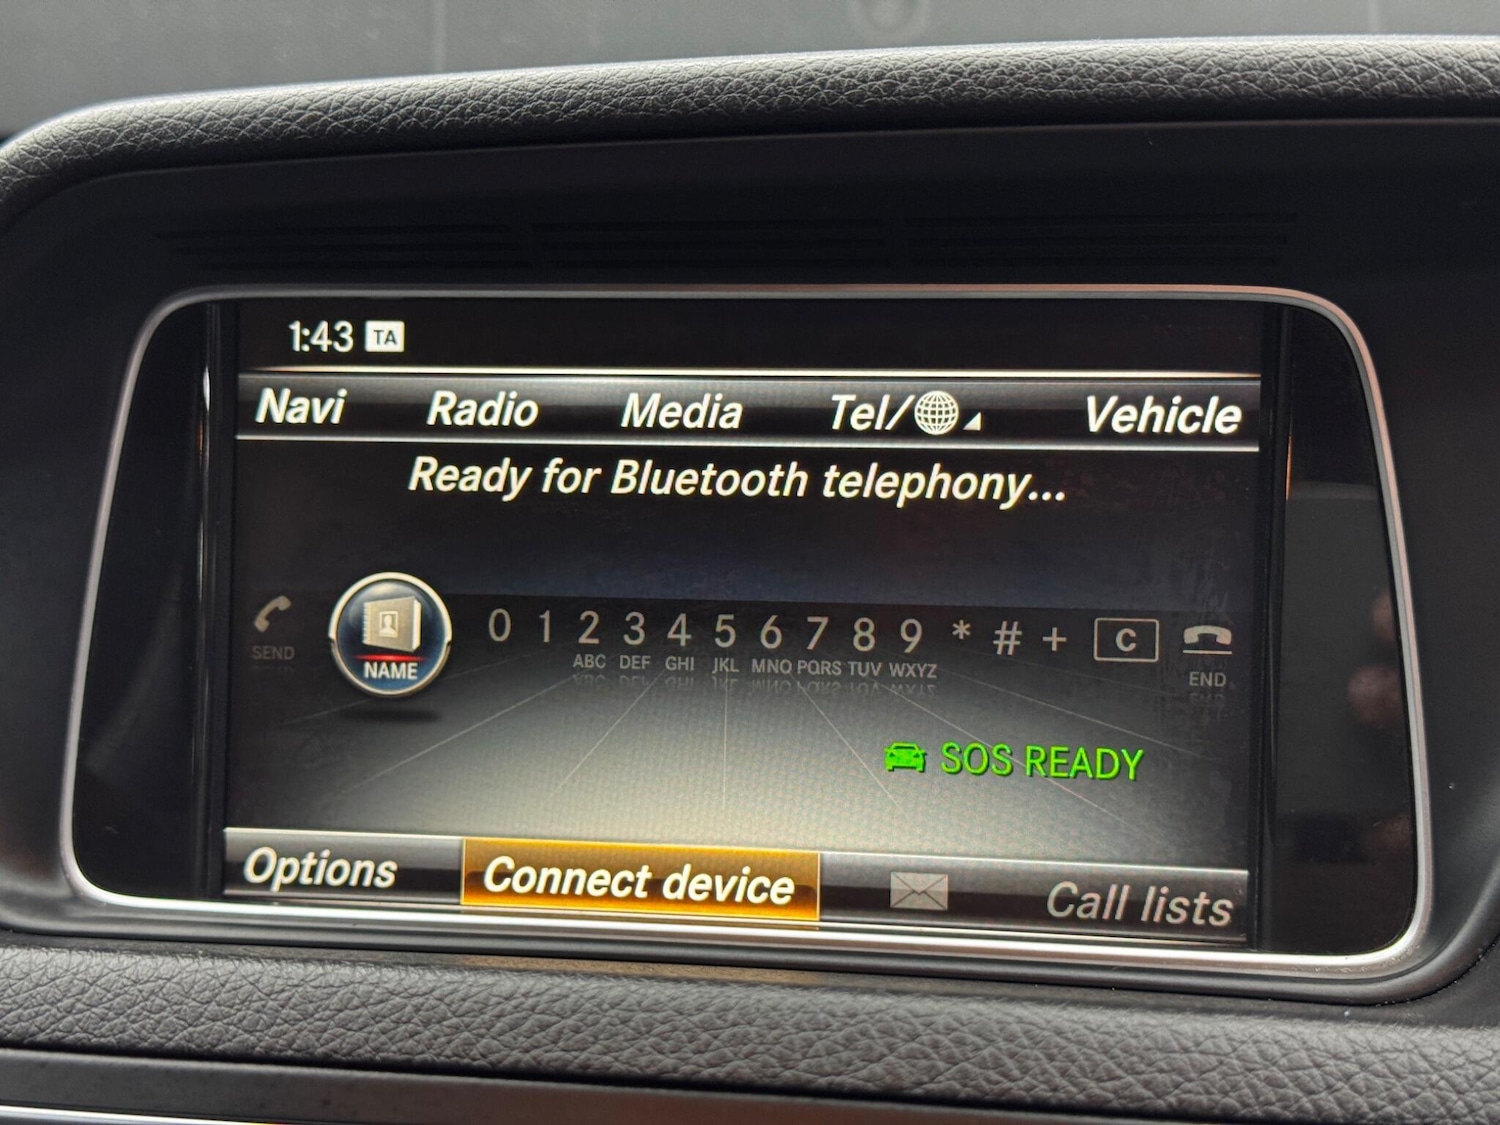 1:43 TA
Navi Radio Media Tel/ Vehicle
Ready for Bluetooth telephony...
0 1 2 3 4 5 6 7 8 9 * # + C
SEND NAME ABC DEF GHI JKL MNO PQRS TUV WXYZ END
SOS READY
Options Connect device Call lists